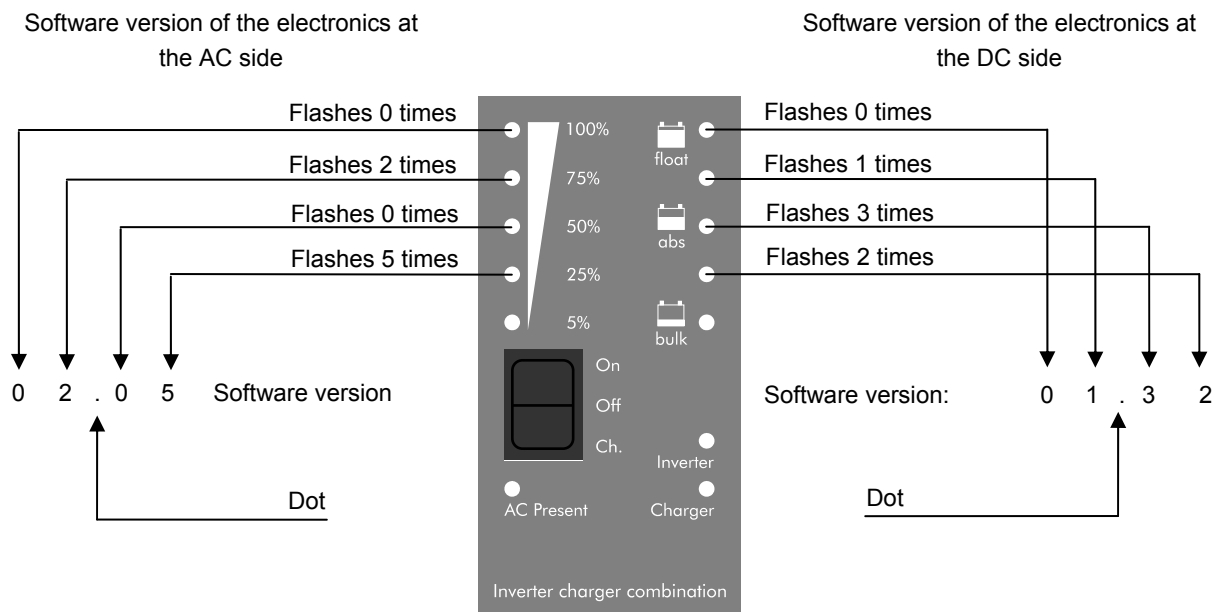 Software version of the electronics at
the AC side
Software version of the electronics at
the DC side
Flashes 0 times
Flashes 2 times
Flashes 0 times
Flashes 5 times
100%
75%
50%
25%
5%
float
abs
bulk
Flashes 0 times
Flashes 1 times
Flashes 3 times
Flashes 2 times
On
Off
Ch.
0 2 . 0 5 Software version
Software version: 0 1 . 3 2
Inverter
Dot
AC Present
Charger
Dot
Inverter charger combination